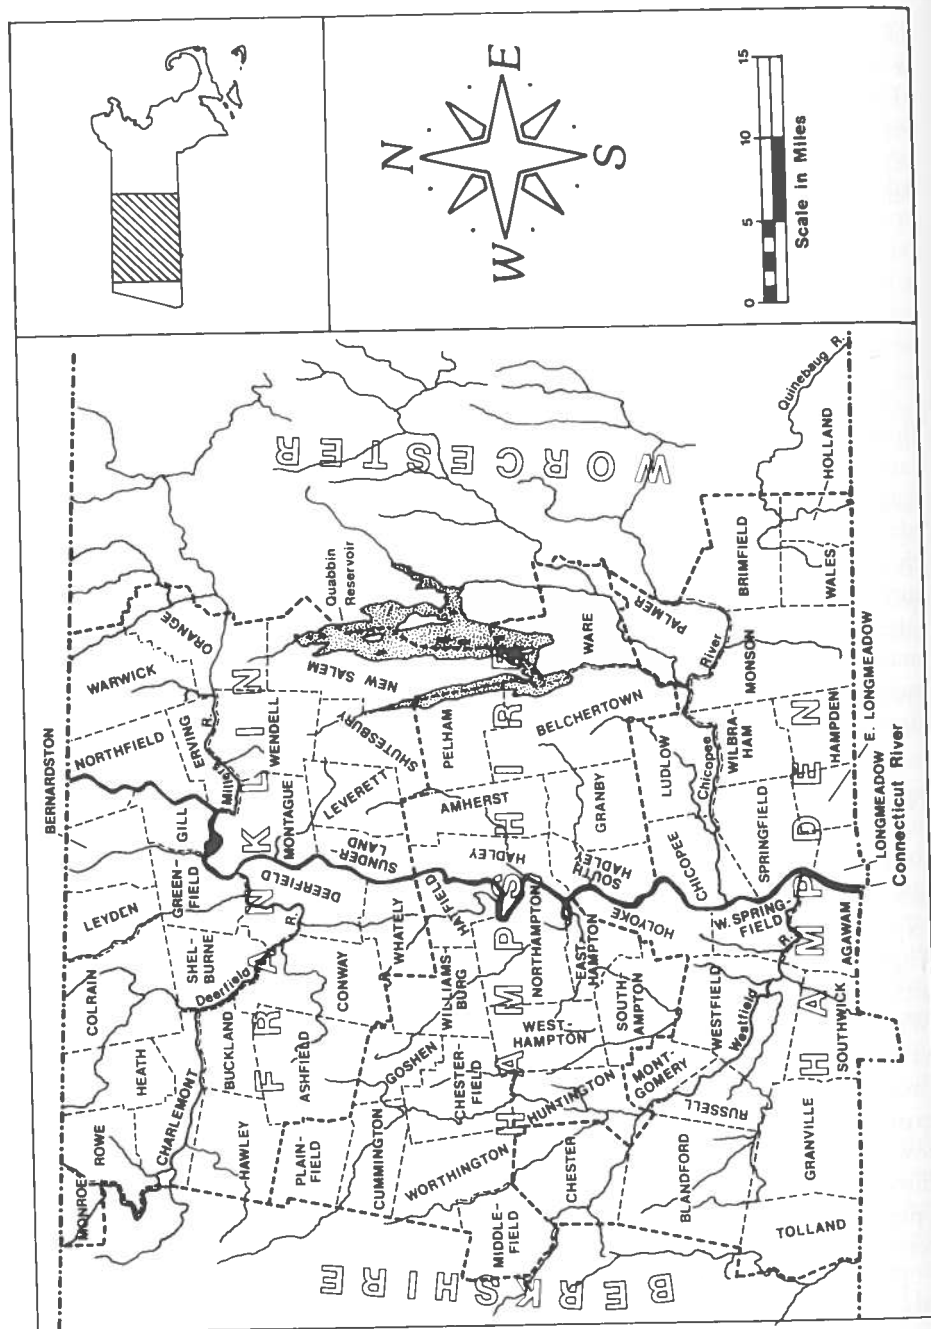 N
E
S
W
0
5
10
15
Scale in Miles
BERNARDSTON
MONROE
ROWE
HEATH
COLRAIN
LEYDEN
GILL
NORTHFIELD
WARWICK
ORANGE
ERVING
Millers R.
CHARLEMONT
BUCKLAND
SHEL-
BURNE
GREEN
FIELD
Deerfield
R.
HAWLEY
ASHFIELD
CONWAY
DEERFIELD
MONTAGUE
WENDELL
NEW SALEM
Quabbin
Reservoir
FRANKLIN
PLAIN-
FIELD
CUMMINGTON
GOSHEN
WHATELY
SUNDER-
LAND
LEVERETT
SHUTESBURY
WORTHINGTON
CHESTER-
FIELD
WILLIAMS-
BURG
HATFIELD
HADLEY
AMHERST
PELHAM
MIDDLE-
FIELD
HUNTINGTON
WEST-
HAMPTON
NORTHAMPTON
EAST-
HAMPTON
SOUTH
HADLEY
GRANBY
BELCHERTOWN
WARE
HAMPSHIRE
CHESTER
MONT-
GOMERY
SOUTH
AMPTON
HOLYOKE
CHICOPEE
LUDLOW
PALMER
Chicopee
River
BLANDFORD
RUSSELL
WESTFIELD
Westfield
R.
W. SPRING-
FIELD
SPRINGFIELD
WILBRA-
HAM
MONSON
BRIMFIELD
TOLLAND
GRANVILLE
SOUTHWICK
AGAWAM
HAMPDEN
WALES
HOLLAND
HAMPDEN
E. LONGMEADOW
LONGMEADOW
Connecticut River
Quinebaug R.
WORCESTER
BERKSHIRE